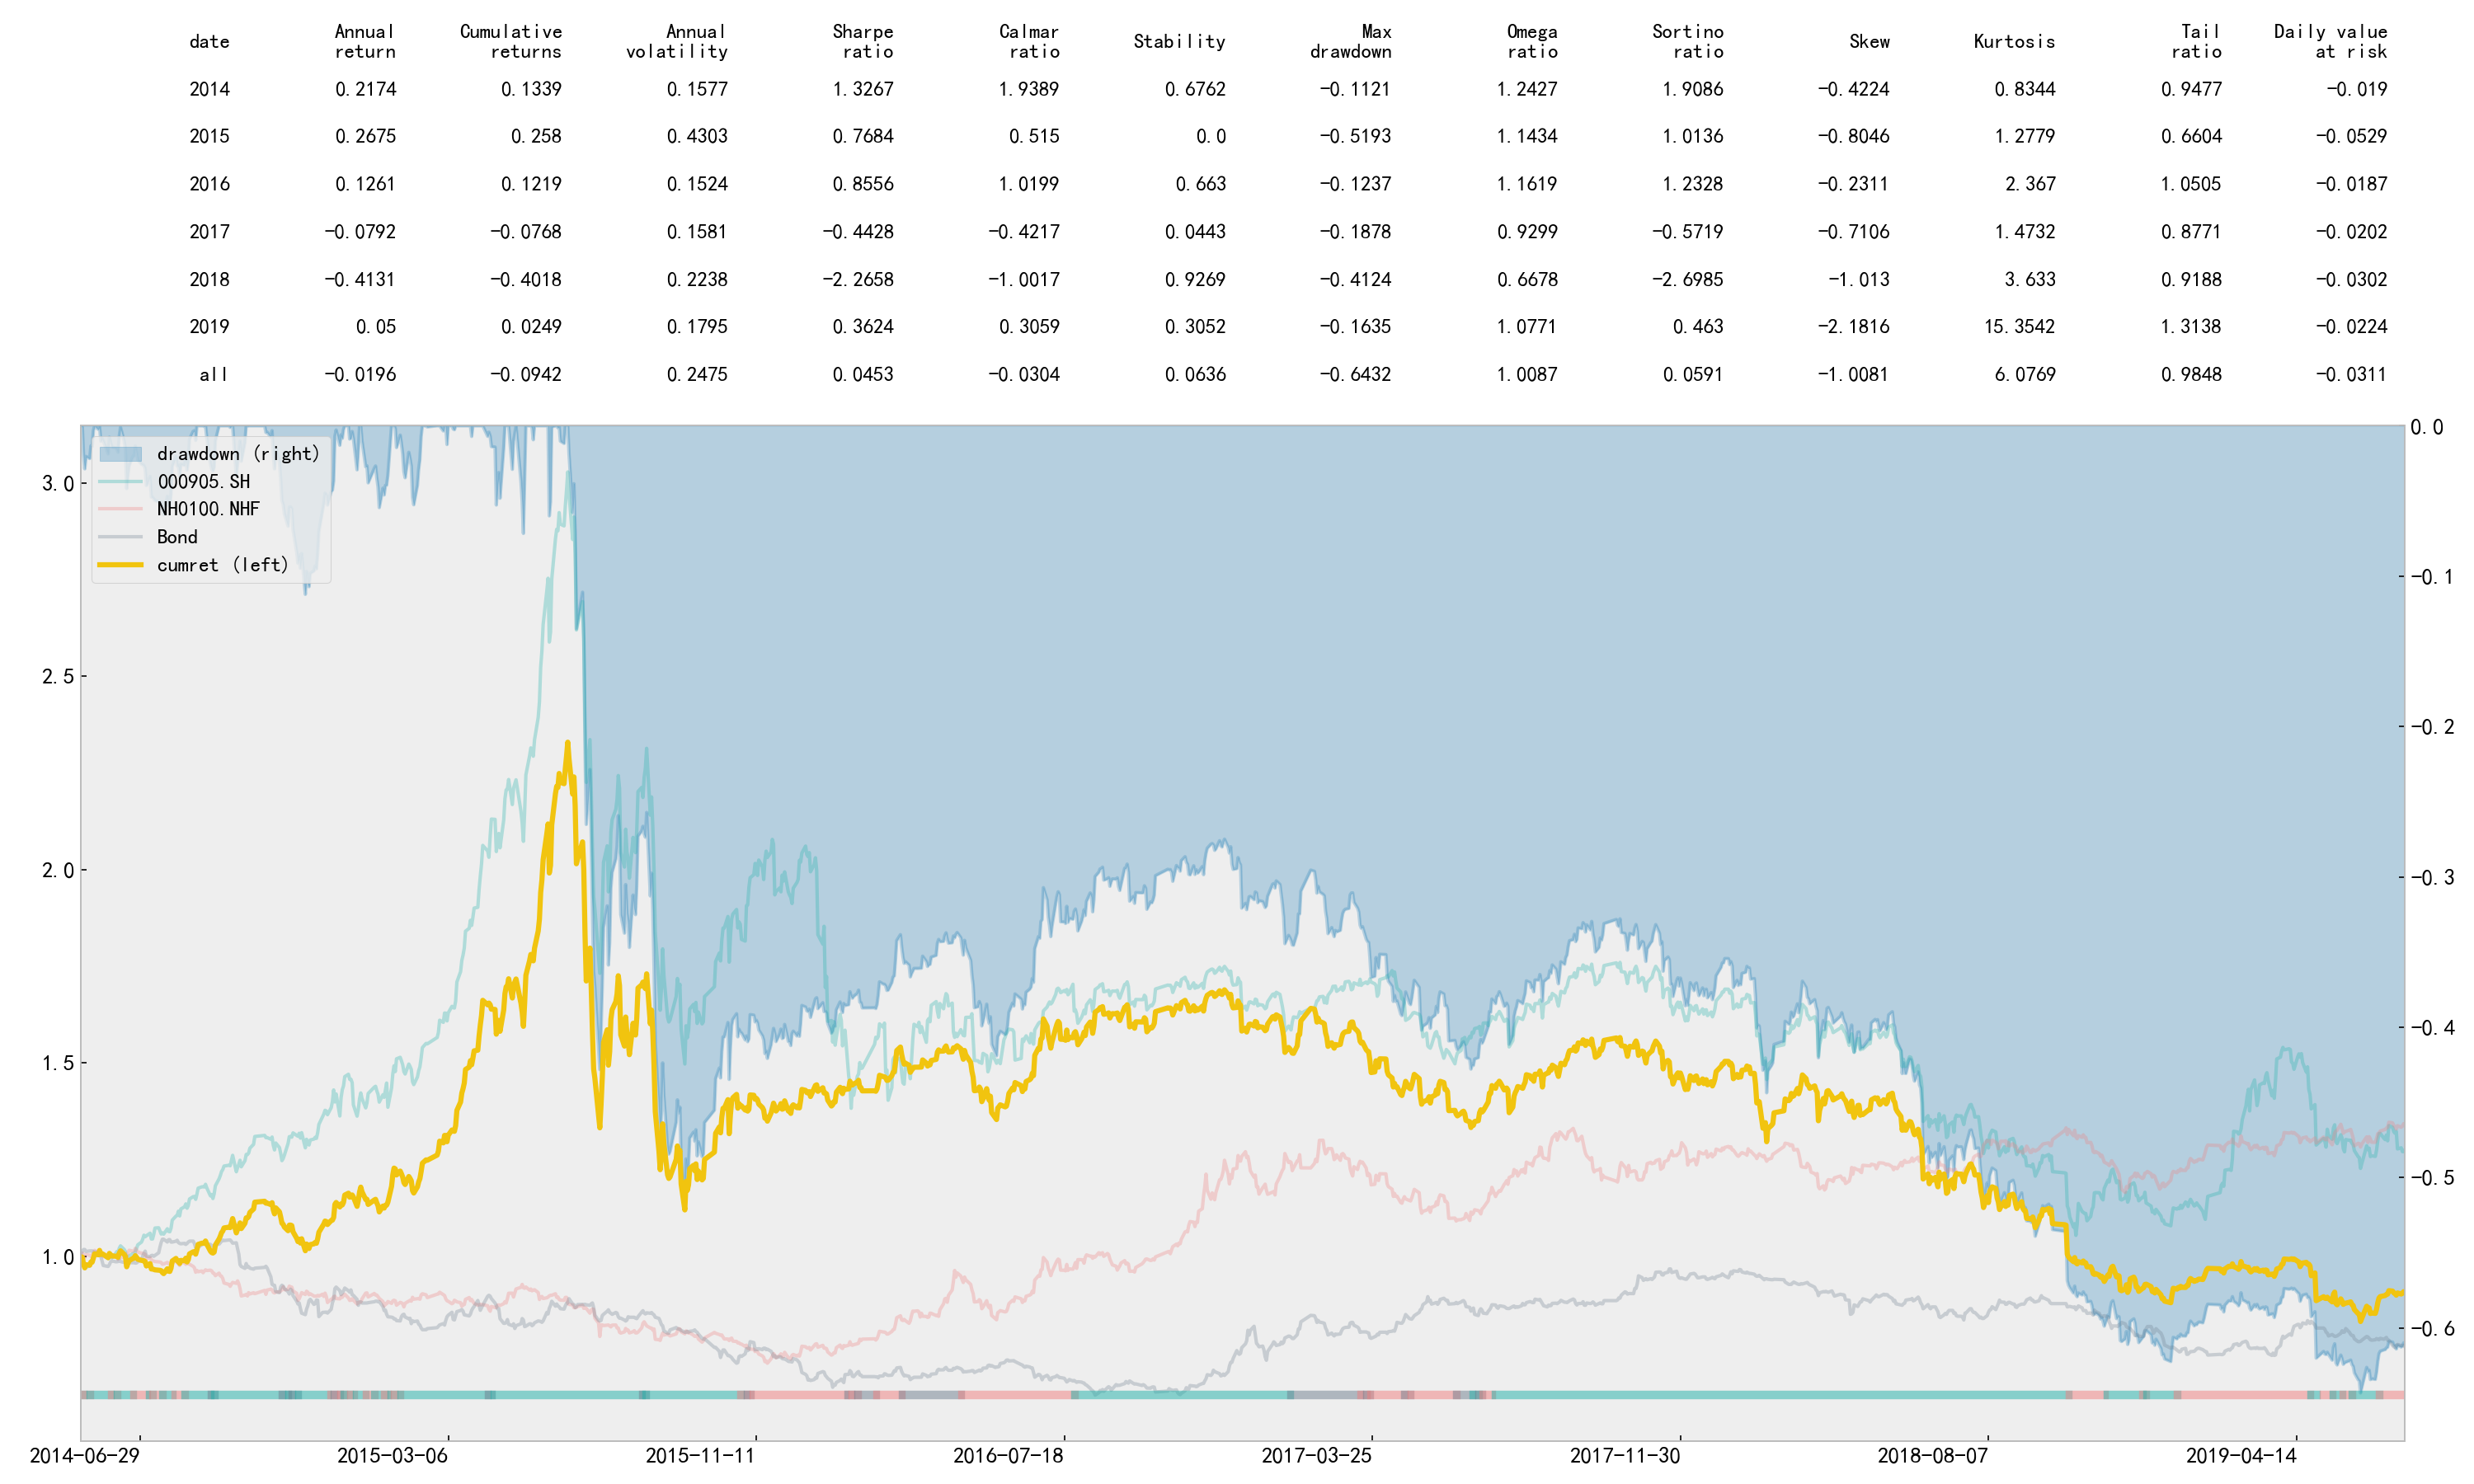 date Annual return Cumulative returns Annual volatility Sharpe ratio Calmar ratio Stability Max drawdown Omega ratio Sortino ratio Skew Kurtosis Tail ratio Daily value at risk
2014 0.2174 0.1339 0.1577 1.3267 1.9389 0.6762 -0.1121 1.2427 1.9086 -0.4224 0.8344 0.9477 -0.019
2015 0.2675 0.258 0.4303 0.7684 0.515 0.0 -0.5193 1.1434 1.0136 -0.8046 1.2779 0.6604 -0.0529
2016 0.1261 0.1219 0.1524 0.8556 1.0199 0.663 -0.1237 1.1619 1.2328 -0.2311 2.367 1.0505 -0.0187
2017 -0.0792 -0.0768 0.1581 -0.4428 -0.4217 0.0443 -0.1878 0.9299 -0.5719 -0.7106 1.4732 0.8771 -0.0202
2018 -0.4131 -0.4018 0.2238 -2.2658 -1.0017 0.9269 -0.4124 0.6678 -2.6985 -1.013 3.633 0.9188 -0.0302
2019 0.05 0.0249 0.1795 0.3624 0.3059 0.3052 -0.1635 1.0771 0.463 -2.1816 15.3542 1.3138 -0.0224
all -0.0196 -0.0942 0.2475 0.0453 -0.0304 0.0636 -0.6432 1.0087 0.0591 -1.0081 6.0769 0.9848 -0.0311
drawdown (right)
000905.SH
NH0100.NHF
Bond
cumret (left)
3.0
2.5
2.0
1.5
1.0
0.0
-0.1
-0.2
-0.3
-0.4
-0.5
-0.6
2014-06-29 2015-03-06 2015-11-11 2016-07-18 2017-03-25 2017-11-30 2018-08-07 2019-04-14